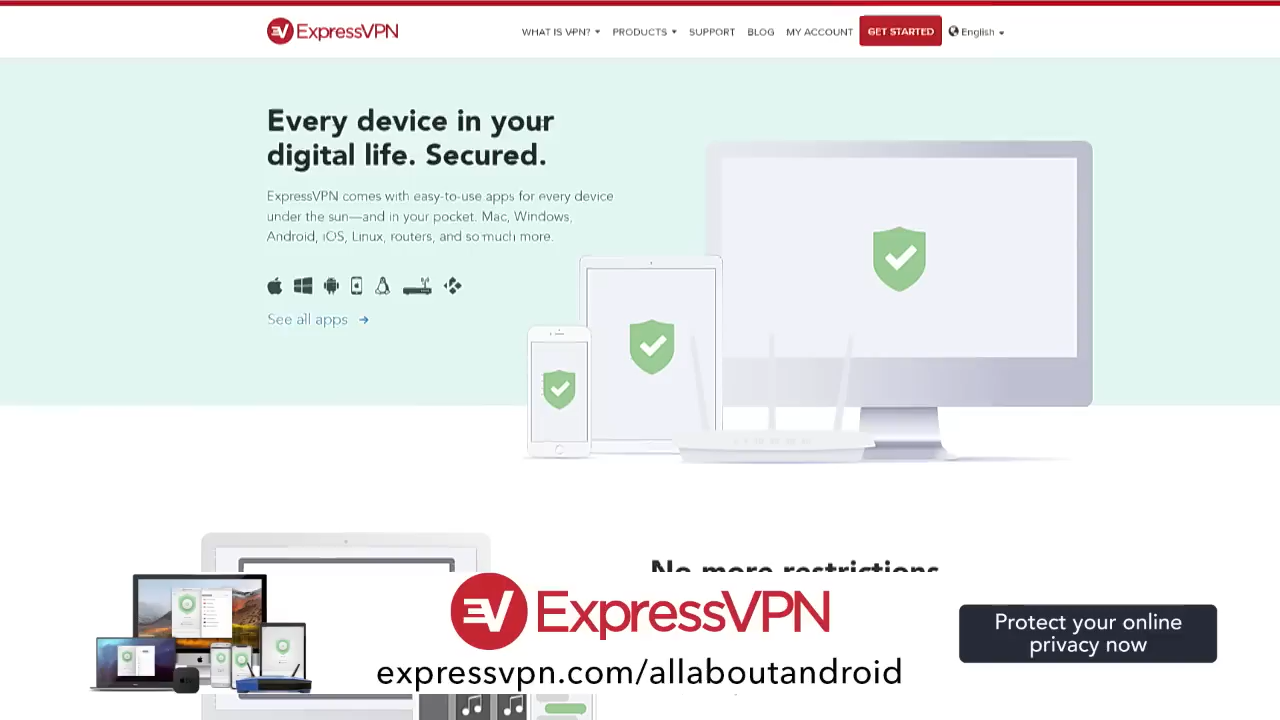 ExpressVPN
WHAT IS VPN? PRODUCTS SUPPORT BLOG MY ACCOUNT GET STARTED English
Every device in your
digital life. Secured.
ExpressVPN comes with easy-to-use apps for every device
under the sun—and in your pocket. Mac, Windows,
Android, iOS, Linux, routers, and so much more.
See all apps
No more restrictions
ExpressVPN
expressvpn.com/allaboutandroid
Protect your online
privacy now